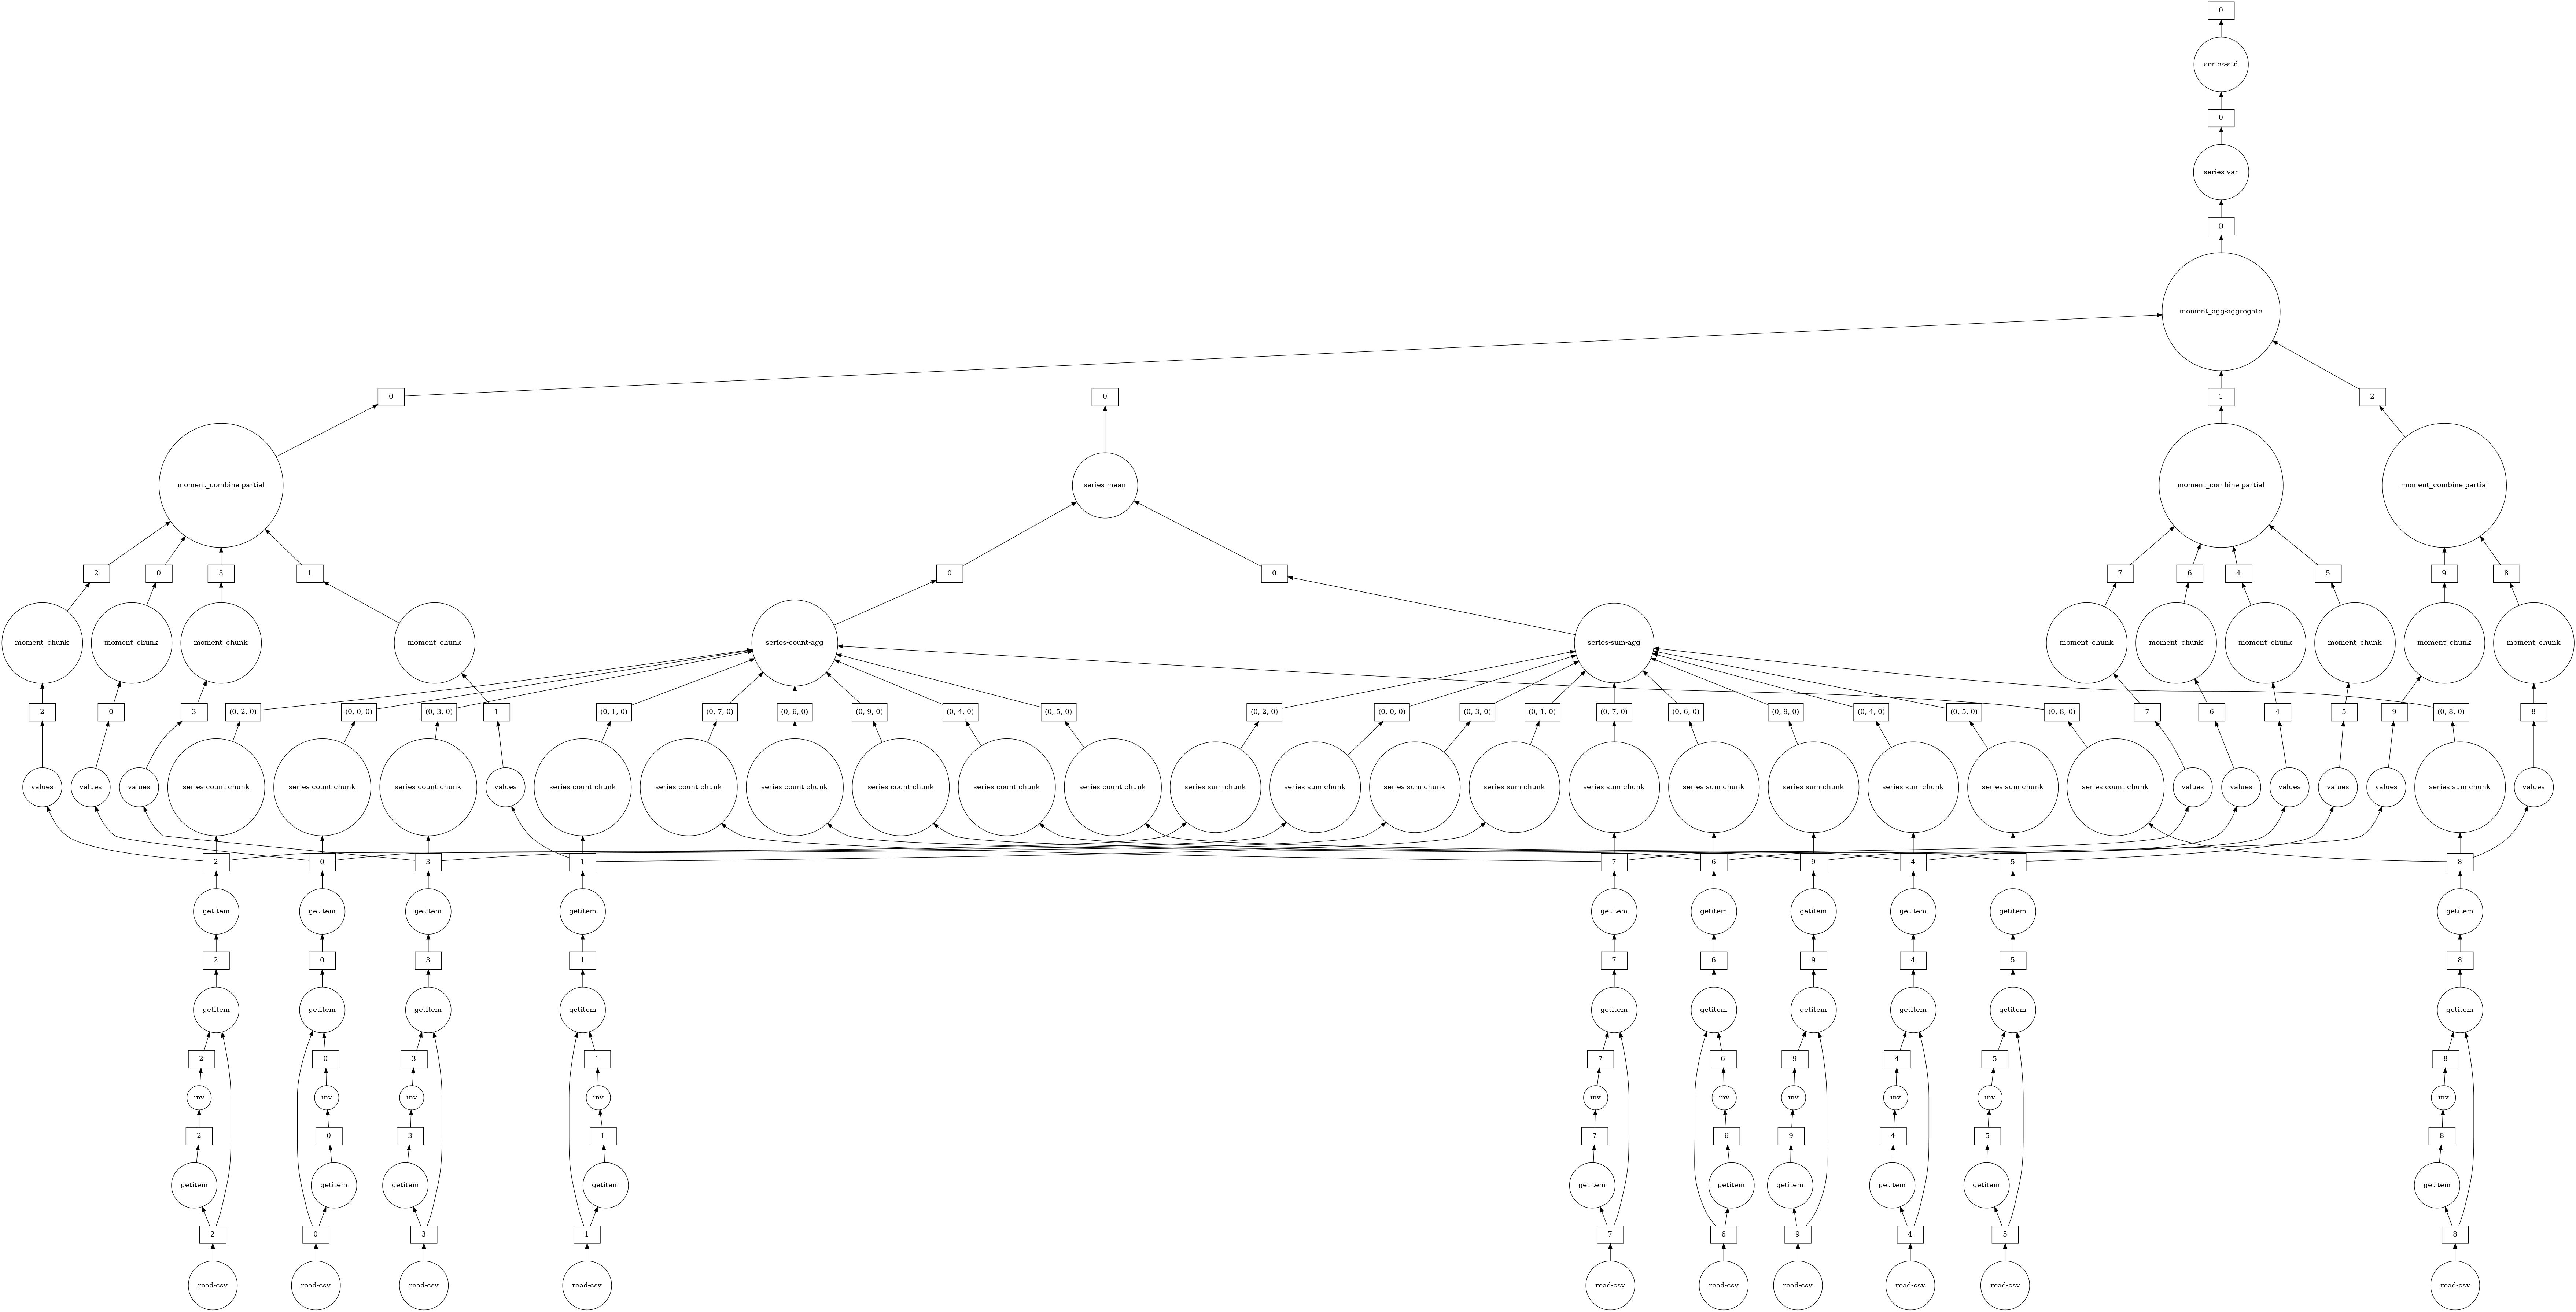 0
series-std
0
series-var
()
moment_agg-aggregate
0 0 1 2
moment_combine-partial series-mean moment_combine-partial moment_combine-partial
2 0 3 1 0 0 7 6 4 5 9 8
moment_chunk moment_chunk moment_chunk moment_chunk series-count-agg series-sum-agg moment_chunk moment_chunk moment_chunk moment_chunk moment_chunk moment_chunk
2 0 3 (0, 2, 0) (0, 0, 0) (0, 3, 0) 1 (0, 1, 0) (0, 7, 0) (0, 6, 0) (0, 9, 0) (0, 4, 0) (0, 5, 0) (0, 2, 0) (0, 0, 0) (0, 3, 0) (0, 1, 0) (0, 7, 0) (0, 6, 0) (0, 9, 0) (0, 4, 0) (0, 5, 0) (0, 8, 0) 7 6 4 5 9 (0, 8, 0) 8
values values values series-count-chunk series-count-chunk series-count-chunk values series-count-chunk series-count-chunk series-count-chunk series-count-chunk series-count-chunk series-count-chunk series-sum-chunk series-sum-chunk series-sum-chunk series-sum-chunk series-sum-chunk series-sum-chunk series-sum-chunk series-sum-chunk series-sum-chunk series-count-chunk values values values values values series-sum-chunk values
2 0 3 1 7 6 9 4 5 8
getitem getitem getitem getitem getitem getitem getitem getitem getitem getitem
2 0 3 1 7 6 9 4 5 8
getitem getitem getitem getitem getitem getitem getitem getitem getitem getitem
2 0 3 1 7 6 9 4 5 8
inv inv inv inv inv inv inv inv inv inv
2 0 3 1 7 6 9 4 5 8
getitem getitem getitem getitem getitem getitem getitem getitem getitem getitem
2 0 3 1 7 6 9 4 5 8
read-csv read-csv read-csv read-csv read-csv read-csv read-csv read-csv read-csv read-csv